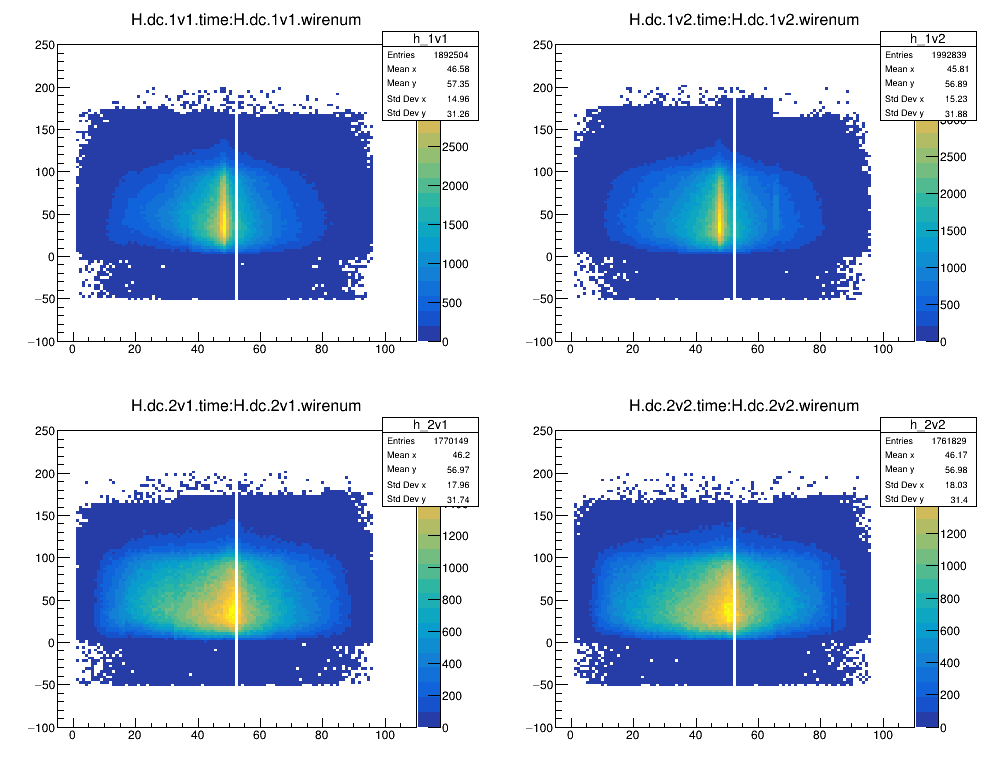 H.dc.1v1.time:H.dc.1v1.wirenum
h_1v1
Entries 1892504
Mean x 46.58
Mean y 57.35
Std Dev x 14.96
Std Dev y 31.26
250
200
150
100
50
0
−50
−100
0 20 40 60 80 100
2500
2000
1500
1000
500
0
H.dc.1v2.time:H.dc.1v2.wirenum
h_1v2
Entries 1992839
Mean x 45.81
Mean y 56.89
Std Dev x 15.23
Std Dev y 31.88
250
200
150
100
50
0
−50
−100
0 20 40 60 80 100
3000
2500
2000
1500
1000
500
0
H.dc.2v1.time:H.dc.2v1.wirenum
h_2v1
Entries 1770149
Mean x 46.2
Mean y 56.97
Std Dev x 17.96
Std Dev y 31.74
250
200
150
100
50
0
−50
−100
0 20 40 60 80 100
1200
1000
800
600
400
200
0
H.dc.2v2.time:H.dc.2v2.wirenum
h_2v2
Entries 1761829
Mean x 46.17
Mean y 56.98
Std Dev x 18.03
Std Dev y 31.4
250
200
150
100
50
0
−50
−100
0 20 40 60 80 100
1200
1000
800
600
400
200
0